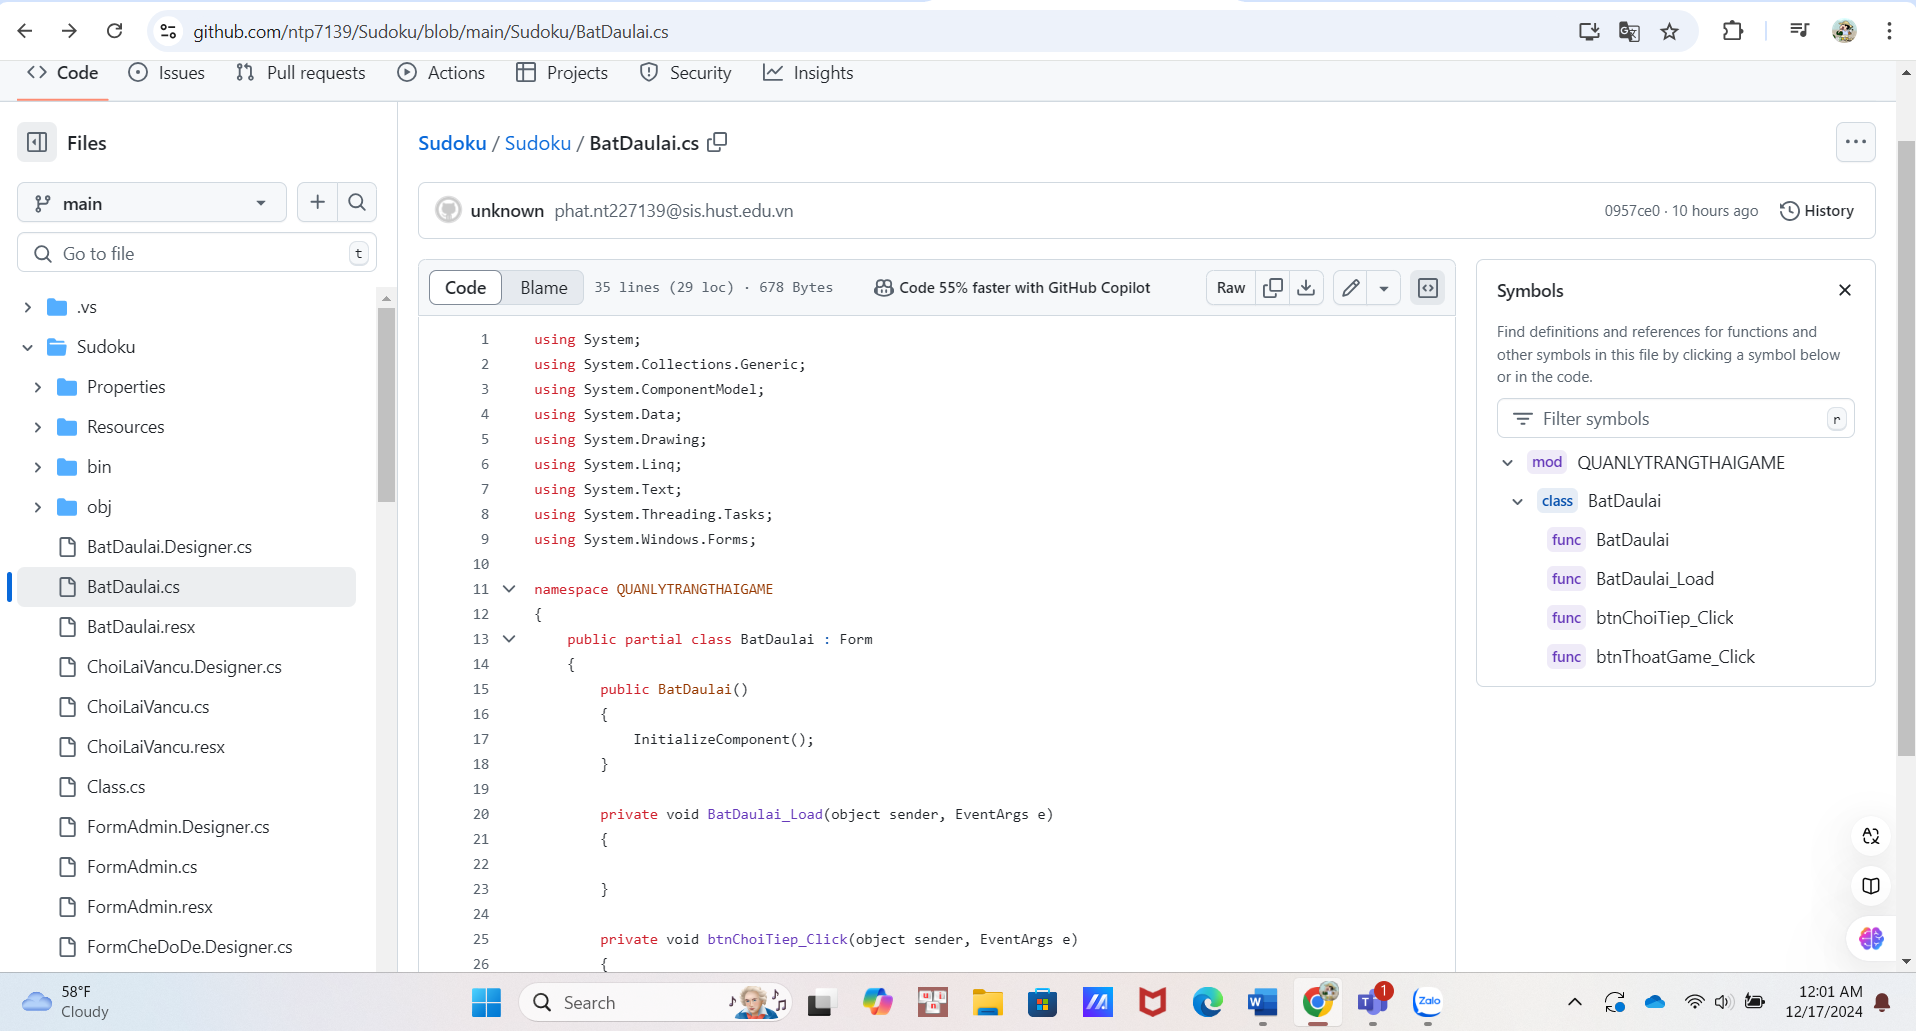 github.com/ntp7139/Sudoku/blob/main/Sudoku/BatDaulai.cs
Code Issues Pull requests Actions Projects Security Insights
Files
main
Go to file t
.vs
Sudoku
Properties
Resources
bin
obj
BatDaulai.Designer.cs
BatDaulai.cs
BatDaulai.resx
ChoiLaiVancu.Designer.cs
ChoiLaiVancu.cs
ChoiLaiVancu.resx
Class.cs
FormAdmin.Designer.cs
FormAdmin.cs
FormAdmin.resx
FormCheDoDe.Designer.cs
Sudoku / Sudoku / BatDaulai.cs
unknown phat.nt227139@sis.hust.edu.vn 0957ce0 · 10 hours ago History
Code Blame 35 lines (29 loc) · 678 Bytes Code 55% faster with GitHub Copilot Raw
1 using System;
2 using System.Collections.Generic;
3 using System.ComponentModel;
4 using System.Data;
5 using System.Drawing;
6 using System.Linq;
7 using System.Text;
8 using System.Threading.Tasks;
9 using System.Windows.Forms;
10
11 namespace QUANLYTRANGTHAIGAME
12 {
13 public partial class BatDaulai : Form
14 {
15 public BatDaulai()
16 {
17 InitializeComponent();
18 }
19
20 private void BatDaulai_Load(object sender, EventArgs e)
21 {
22
23 }
24
25 private void btnChoiTiep_Click(object sender, EventArgs e)
26 {
Symbols
Find definitions and references for functions and
other symbols in this file by clicking a symbol below
or in the code.
Filter symbols r
mod QUANLYTRANGTHAIGAME
class BatDaulai
func BatDaulai
func BatDaulai_Load
func btnChoiTiep_Click
func btnThoatGame_Click
58°F
Cloudy
Search
W
T
1
Zalo
12:01 AM
12/17/2024